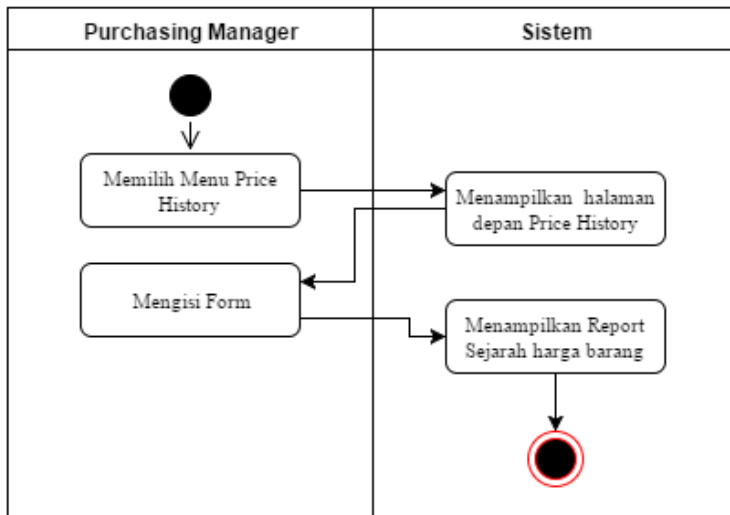 Purchasing Manager
Sistem
Memilih Menu Price
History
Menampilkan halaman
depan Price History
Mengisi Form
Menampilkan Report
Sejarah harga barang